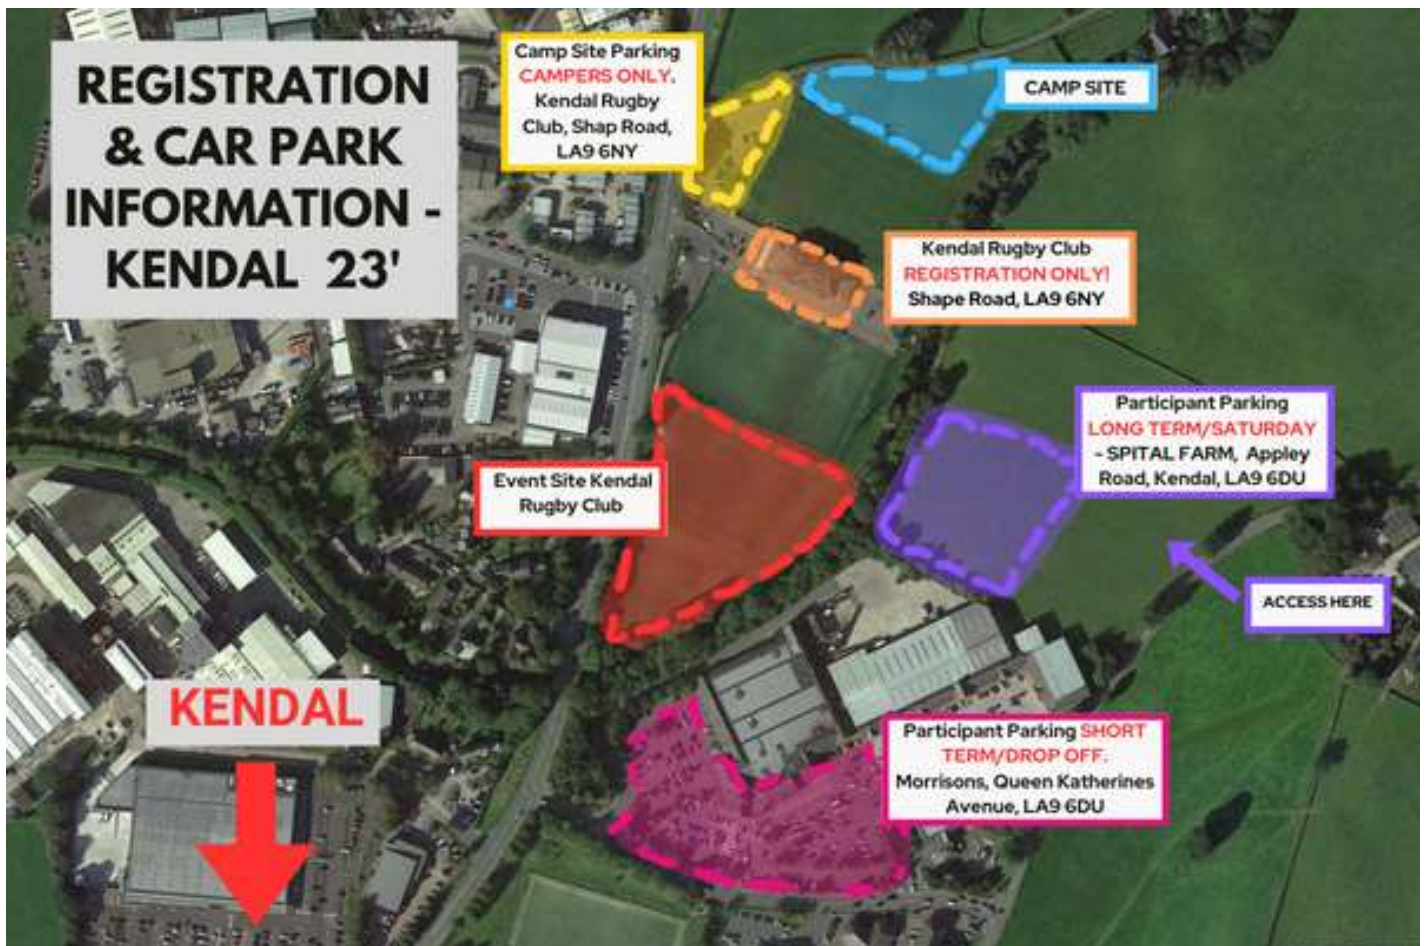 REGISTRATION
& CAR PARK
INFORMATION -
KENDAL 23'
Camp Site Parking
CAMPERS ONLY.
Kendal Rugby
Club, Shap Road,
LA9 6NY
CAMP SITE
Kendal Rugby Club
REGISTRATION ONLY!
Shape Road, LA9 6NY
Participant Parking
LONG TERM/SATURDAY
- SPITAL FARM, Appley
Road, Kendal, LA9 6DU
Event Site Kendal
Rugby Club
ACCESS HERE
KENDAL
Participant Parking SHORT
TERM/DROP OFF.
Morrisons, Queen Katherines
Avenue, LA9 6DU